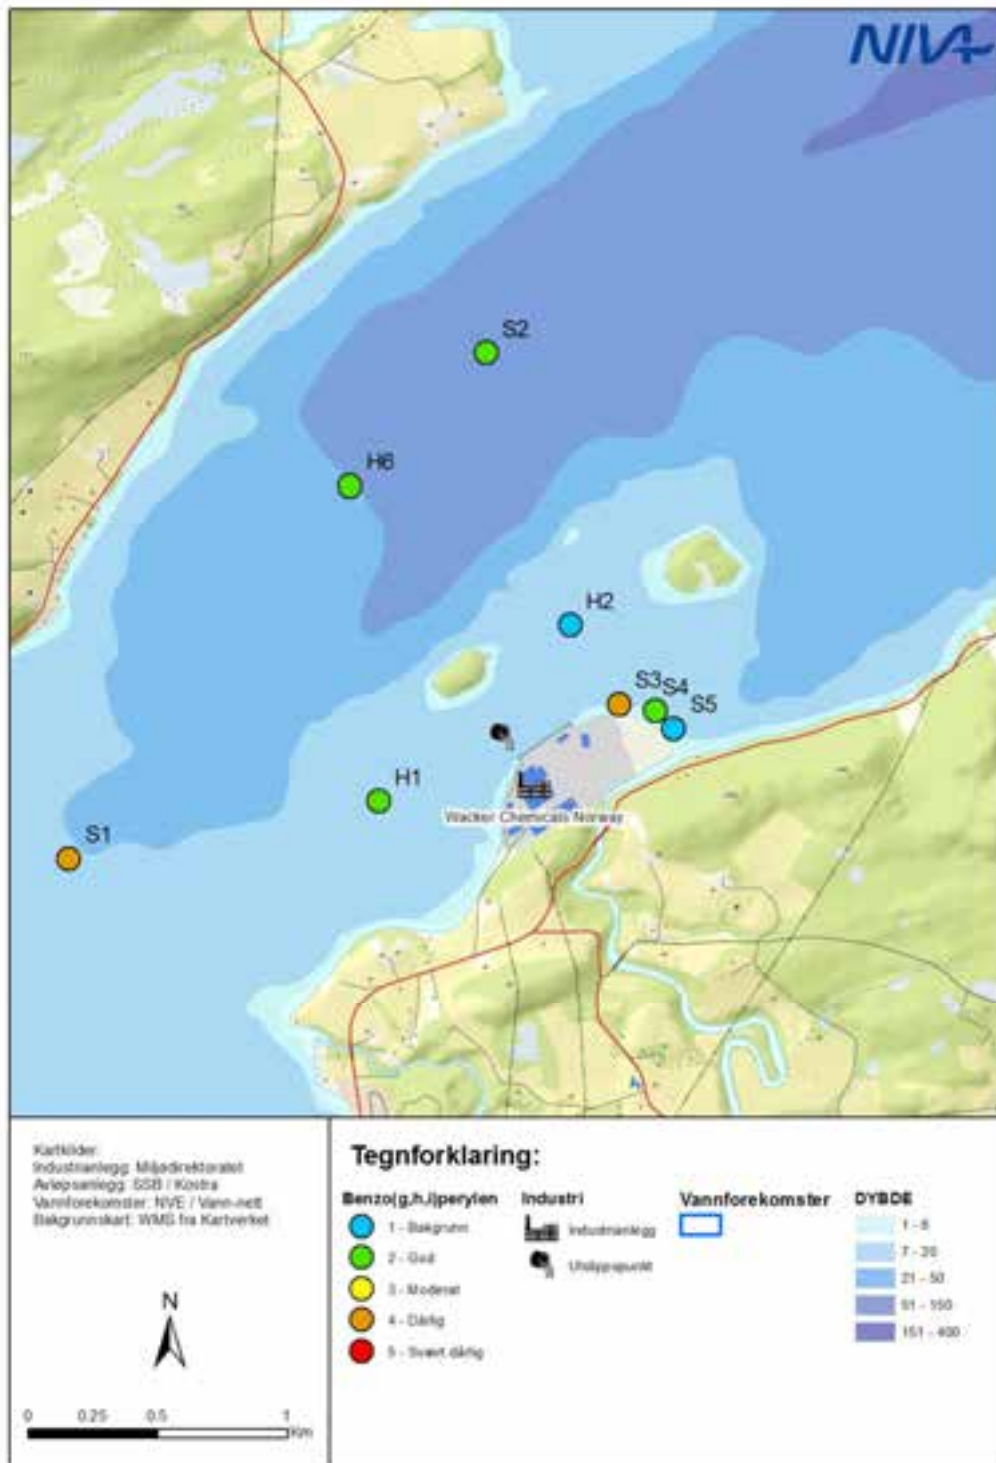 NIVA
S2
H6
H2
S3
S4
S5
H1
S1
Wacker Chemicals Norway
Kartkilder:
Industrianlegg: Miljødirektoratet
Avløpsanlegg: SSB / Kostra
Vannforekomster: NVE / Vann-nett
Bakgrunnskart: WMS fra Kartverket
N
0 0.25 0.5 1
Km
Tegnforklaring:
Benzo(g,h,i)perylen
1 - Bakgrunn
2 - God
3 - Moderat
4 - Dårlig
5 - Svært dårlig
Industri
Industrianlegg
Utslippspunkt
Vannforekomster
DYBDE
1 - 6
7 - 20
21 - 50
51 - 150
151 - 400